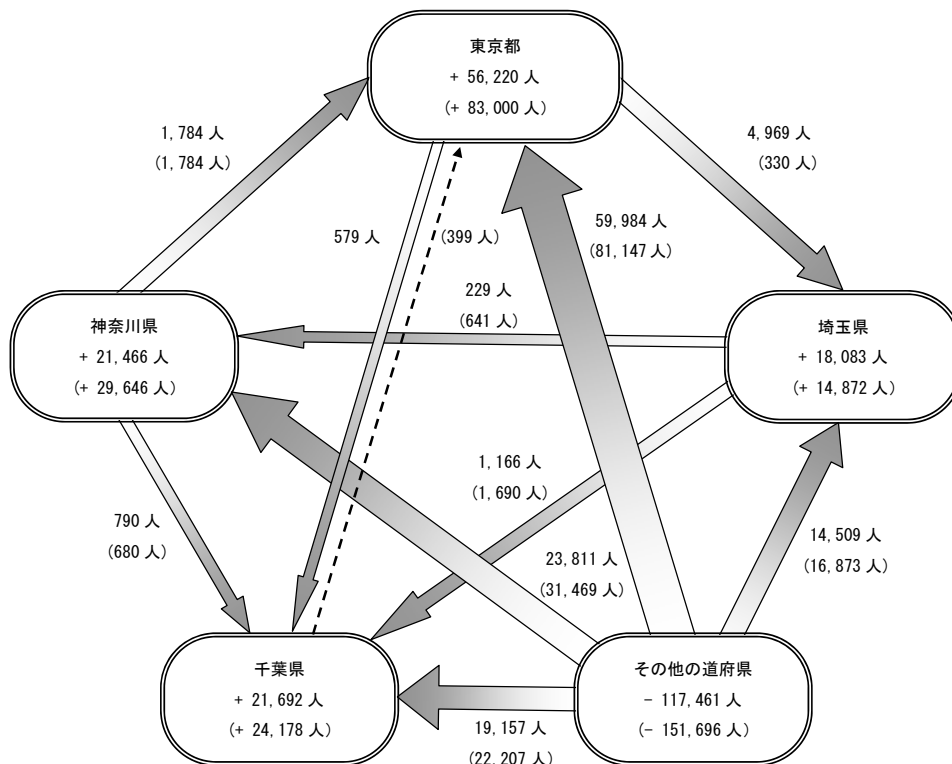 東京都
+ 56,220 人
(+ 83,000 人)
1,784 人
(1,784 人)
4,969 人
(330 人)
579 人
(399 人)
59,984 人
(81,147 人)
229 人
(641 人)
神奈川県
+ 21,466 人
(+ 29,646 人)
埼玉県
+ 18,083 人
(+ 14,872 人)
1,166 人
(1,690 人)
790 人
(680 人)
23,811 人
(31,469 人)
14,509 人
(16,873 人)
千葉県
+ 21,692 人
(+ 24,178 人)
19,157 人
(22,207 人)
その他の道府県
− 117,461 人
(− 151,696 人)